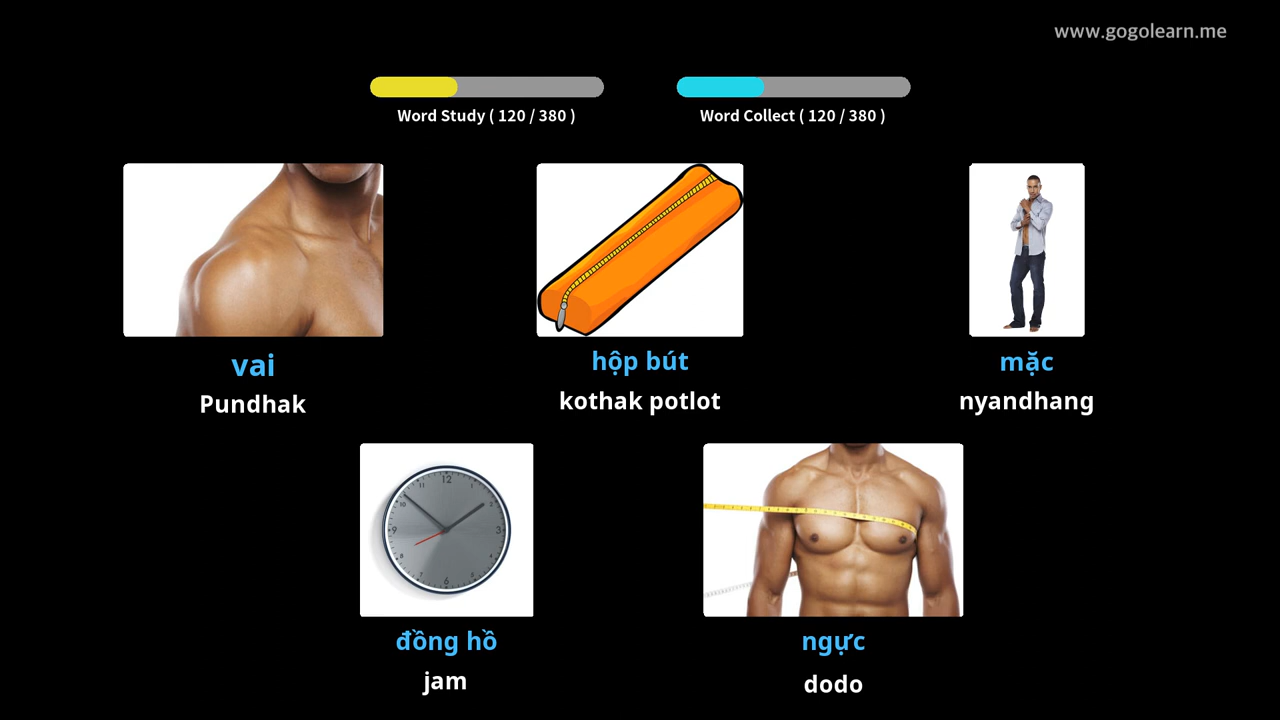 www.gogolearn.me
Word Study ( 120 / 380 )
Word Collect ( 120 / 380 )
vai
Pundhak
hộp bút
kothak potlot
mặc
nyandhang
đồng hồ
jam
ngực
dodo